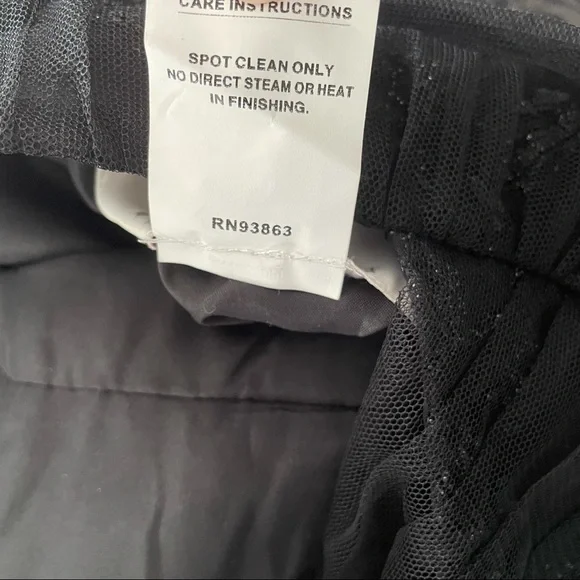 CARE INSTRUCTIONS
SPOT CLEAN ONLY
NO DIRECT STEAM OR HEAT
IN FINISHING.
RN93863